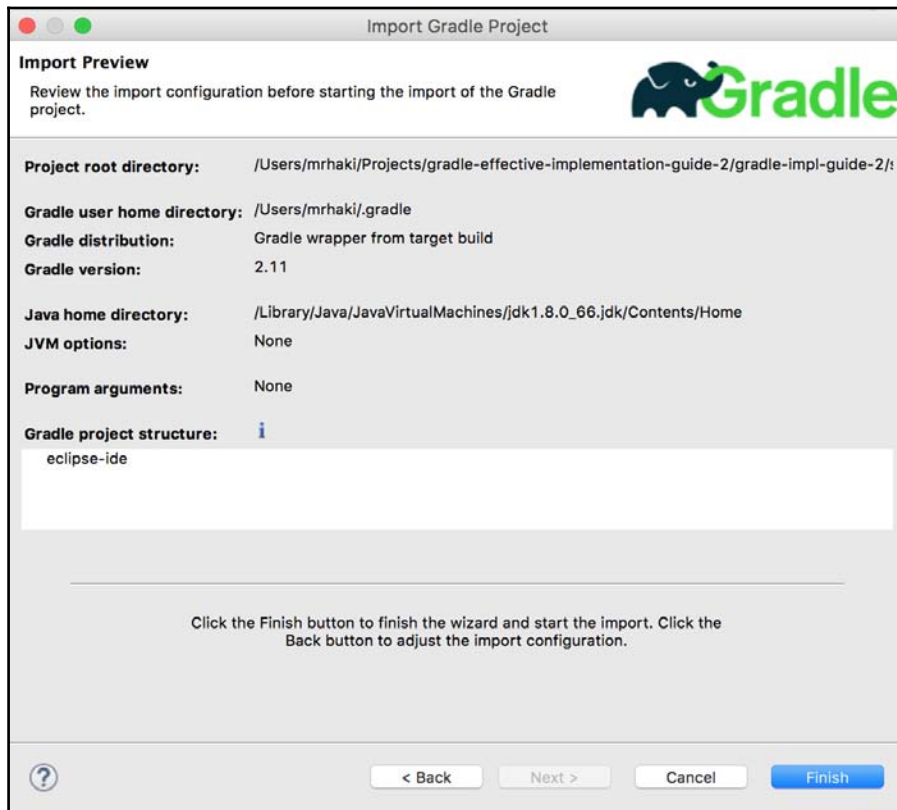 Import Gradle Project
Import Preview
Review the import configuration before starting the import of the Gradle
project.
Gradle
Project root directory: /Users/mrhaki/Projects/gradle-effective-implementation-guide-2/gradle-impl-guide-2/s
Gradle user home directory: /Users/mrhaki/.gradle
Gradle distribution: Gradle wrapper from target build
Gradle version: 2.11
Java home directory: /Library/Java/JavaVirtualMachines/jdk1.8.0_66.jdk/Contents/Home
JVM options: None
Program arguments: None
Gradle project structure: i
eclipse-ide
Click the Finish button to finish the wizard and start the import. Click the
Back button to adjust the import configuration.
? < Back Next > Cancel Finish